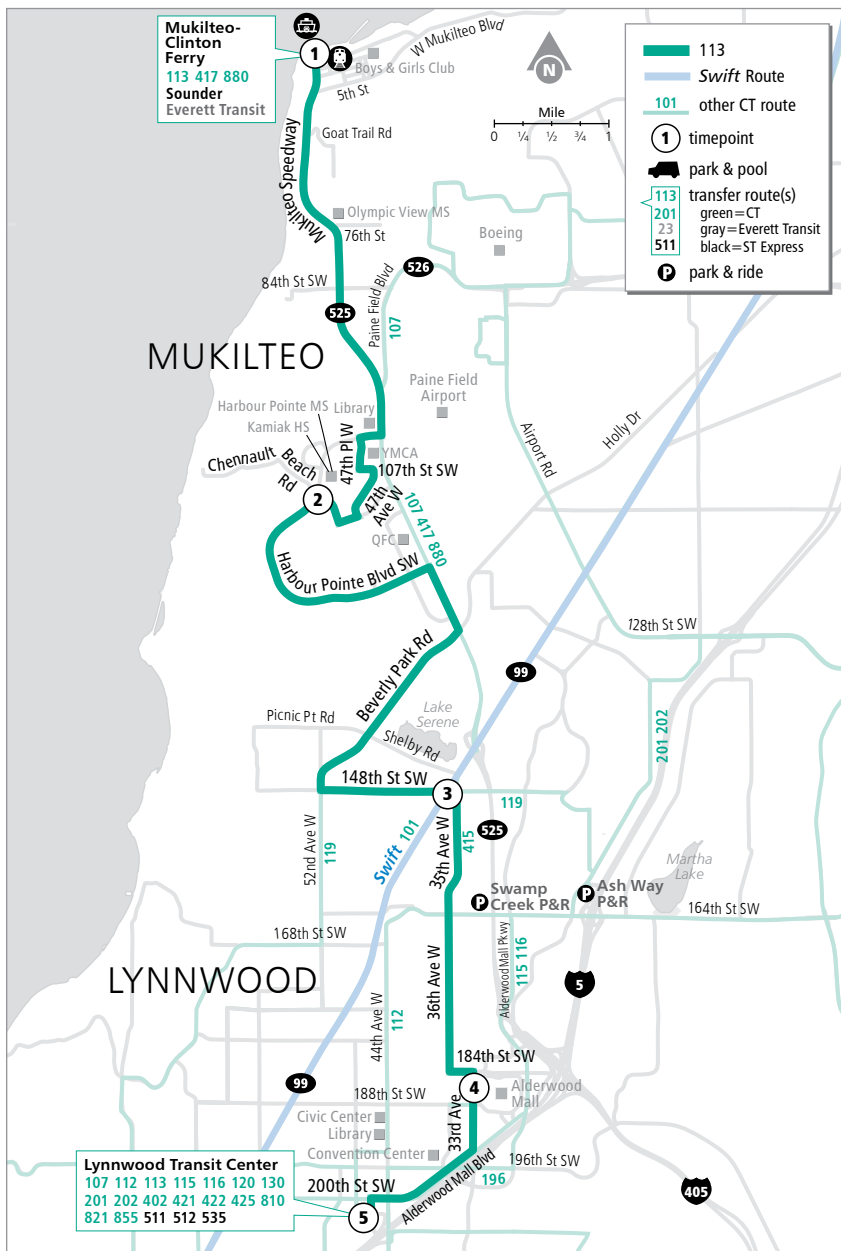 Mukilteo-
Clinton
Ferry
113 417 880
Sounder
Everett Transit
1
W Mukilteo Blvd
Boys & Girls Club
5th St
Goat Trail Rd
Mukilteo Speedway
N
Mile
0 ¼ ½ ¾ 1
113
Swift Route
101 other CT route
1 timepoint
park & pool
113 transfer route(s)
201 green=CT
23 gray=Everett Transit
511 black=ST Express
P park & ride
Olympic View MS
76th St
Boeing
84th St SW
Paine Field Blvd
526
525
107
MUKILTEO
Paine Field
Airport
Harbour Pointe MS
Library
Kamiak HS
Airport Rd
Holly Dr
Chennault
Beach
Rd
47th Pl W
YMCA
107th St SW
2
47th
Ave W
107 417 880
QFC
Harbour Pointe Blvd SW
128th St SW
Beverly Park Rd
99
Lake
Serene
Picnic Pt Rd
Shelby Rd
201 202
148th St SW
3
119
525
52nd Ave W
119
Swift 101
35th Ave W
415
Martha
Lake
P Swamp
Creek P&R
P Ash Way
P&R
164th St SW
168th St SW
LYNNWOOD
36th Ave W
Alderwood Mall Pkwy
115 116
5
44th Ave W
112
184th St SW
99
188th St SW
4
Alderwood
Mall
Civic Center
Library
33rd Ave
Convention Center
196th St SW
196
Alderwood Mall Blvd
405
Lynnwood Transit Center
107 112 113 115 116 120 130
201 202 402 421 422 425 810
821 855 511 512 535
200th St SW
5